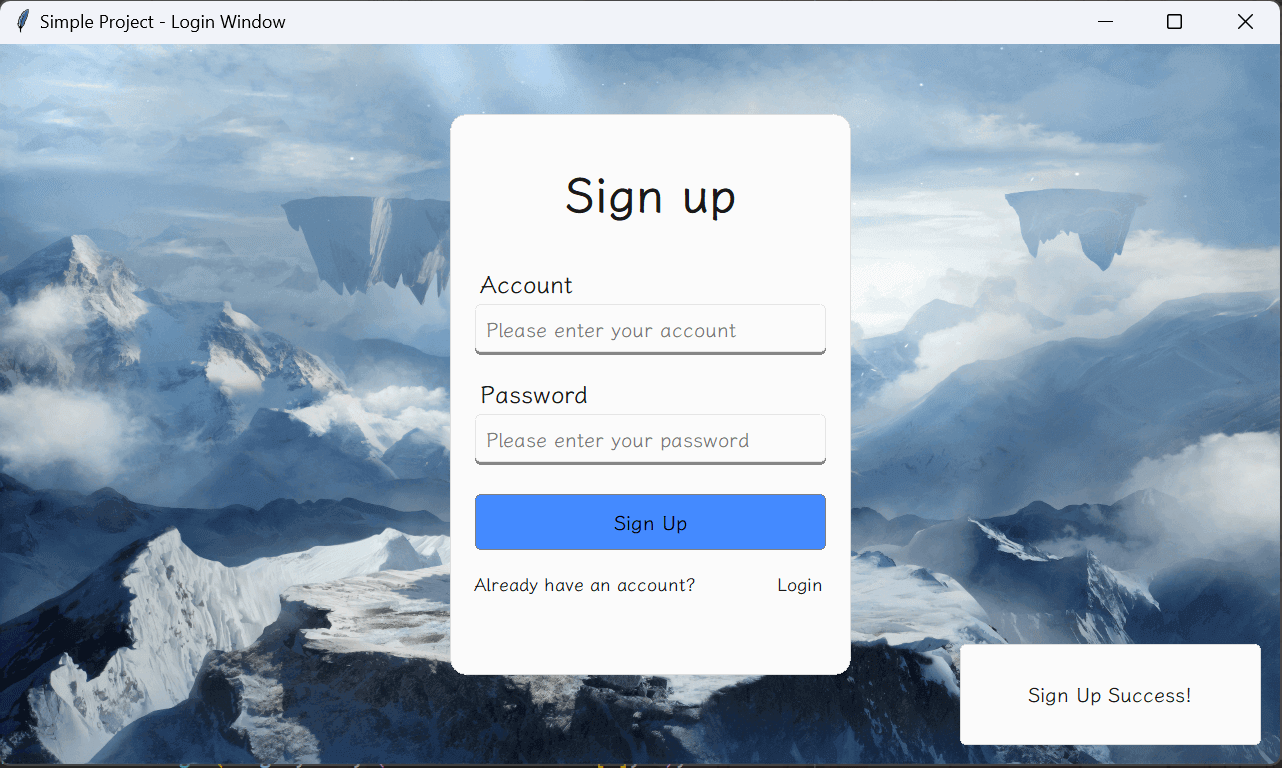 Simple Project - Login Window
Sign up
Account
Please enter your account
Password
Please enter your password
Sign Up
Already have an account? Login
Sign Up Success!